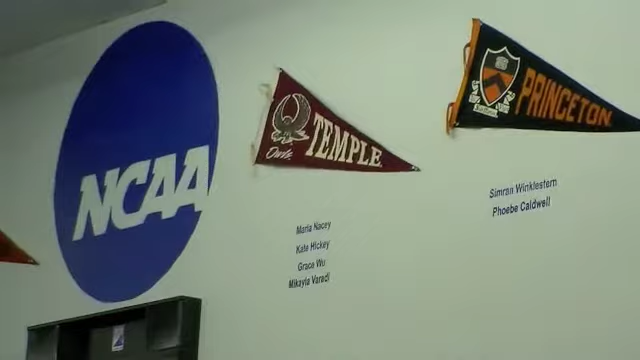 NCAA
Owls
TEMPLE
Maria Nacey
Kate Hickey
Grace Wu
Mikayla Varadi
PRINCETON
Simran Winklestern
Phoebe Caldwell